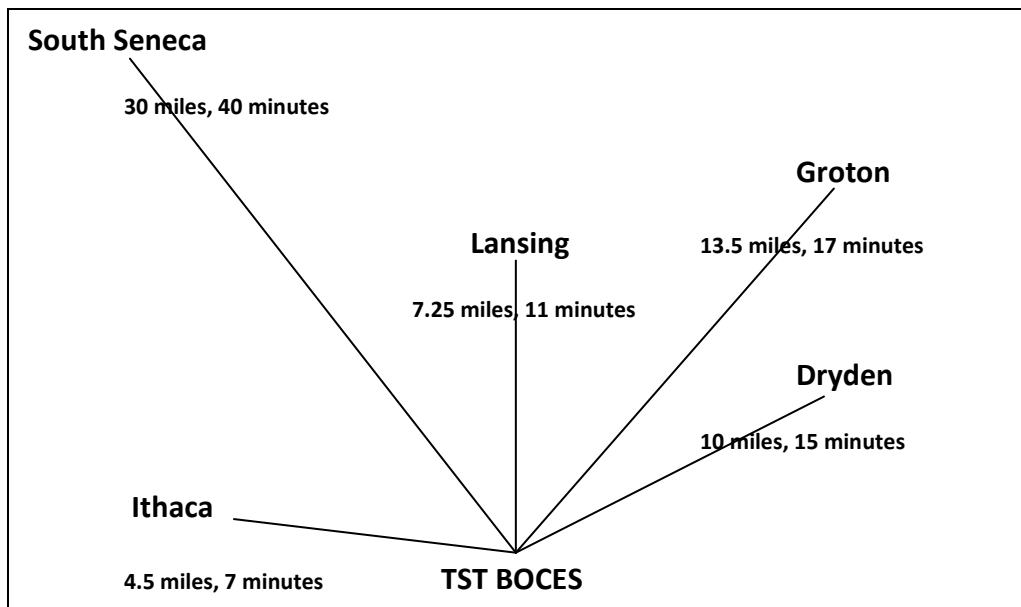 South Seneca
30 miles, 40 minutes
Groton
13.5 miles, 17 minutes
Lansing
7.25 miles, 11 minutes
Dryden
10 miles, 15 minutes
Ithaca
4.5 miles, 7 minutes
TST BOCES